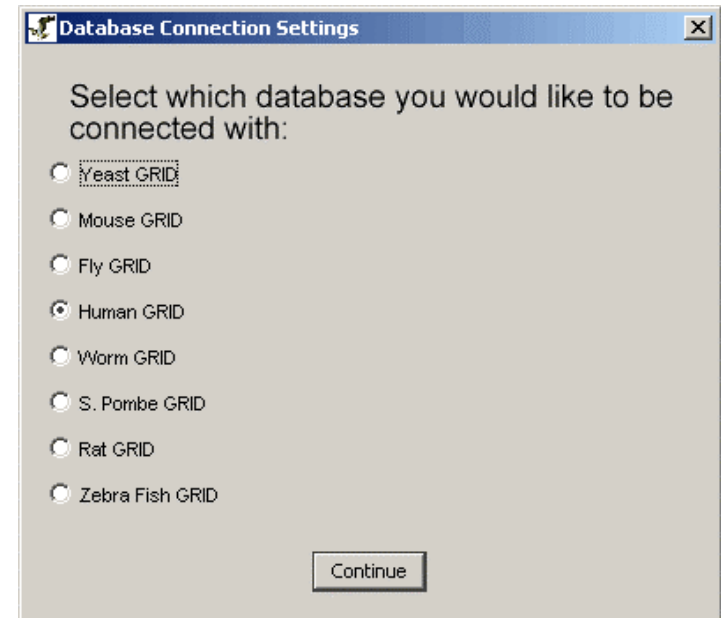 Database Connection Settings
Select which database you would like to be
connected with:
Yeast GRID
Mouse GRID
Fly GRID
Human GRID
Worm GRID
S. Pombe GRID
Rat GRID
Zebra Fish GRID
Continue